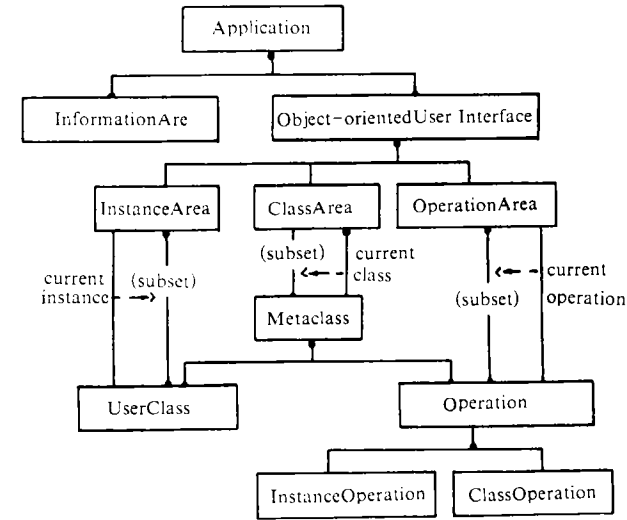 Application
InformationAre
Object-orientedUser Interface
InstanceArea
ClassArea
OperationArea
(subset)
current
class
current
instance
(subset)
current
operation
(subset)
Metaclass
UserClass
Operation
InstanceOperation
ClassOperation